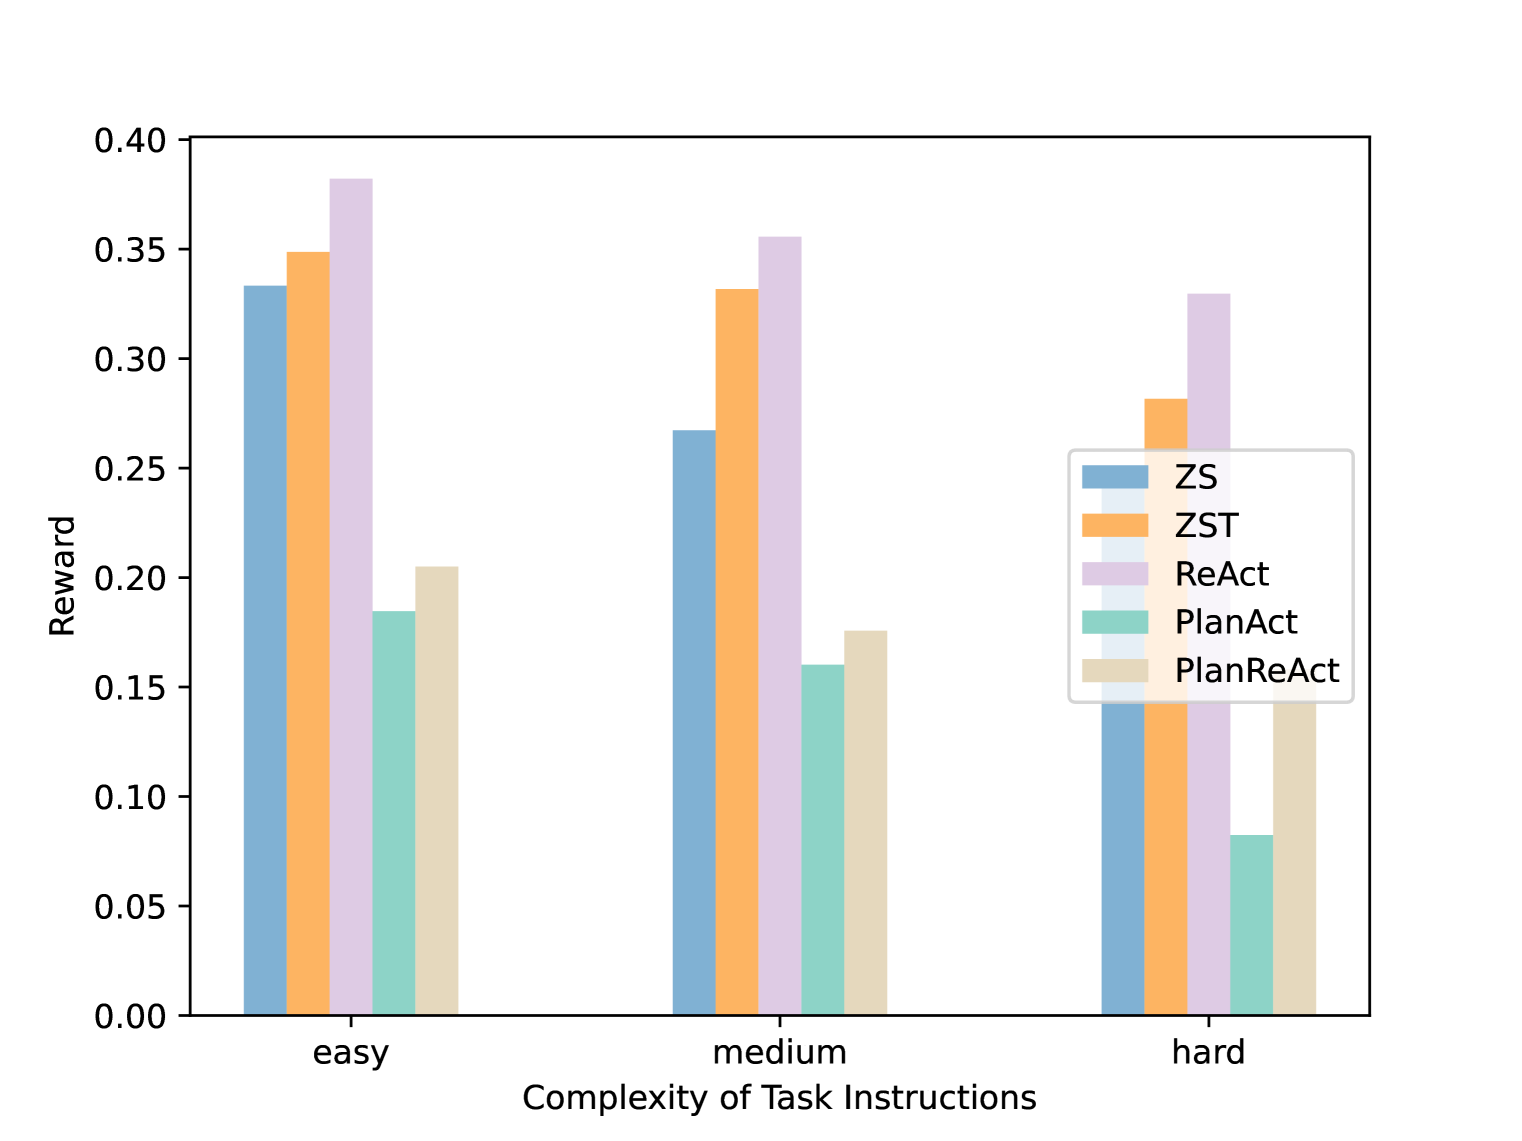 0.40
0.35
0.30
0.25
0.20
0.15
0.10
0.05
0.00
Reward
easy
medium
hard
Complexity of Task Instructions
ZS
ZST
ReAct
PlanAct
PlanReAct